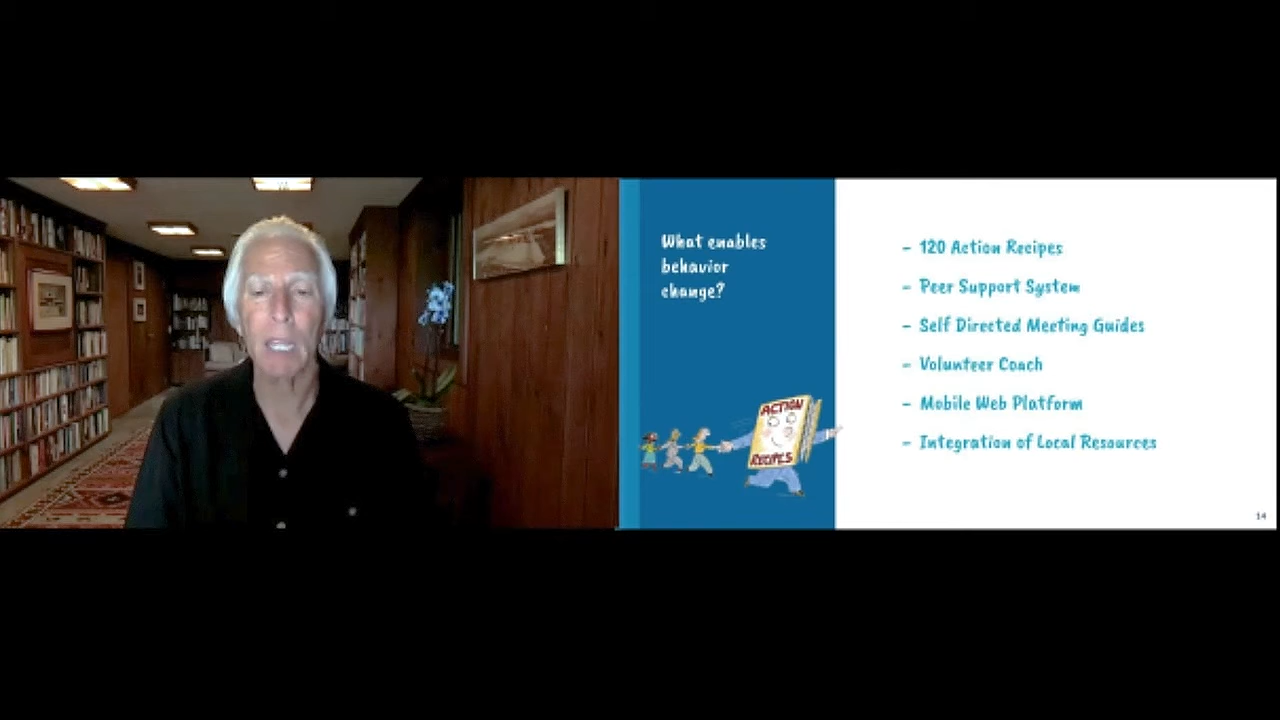 What enables
behavior
change?
ACTION
RECIPES
- 120 Action Recipes
- Peer Support System
- Self Directed Meeting Guides
- Volunteer Coach
- Mobile Web Platform
- Integration of Local Resources
14